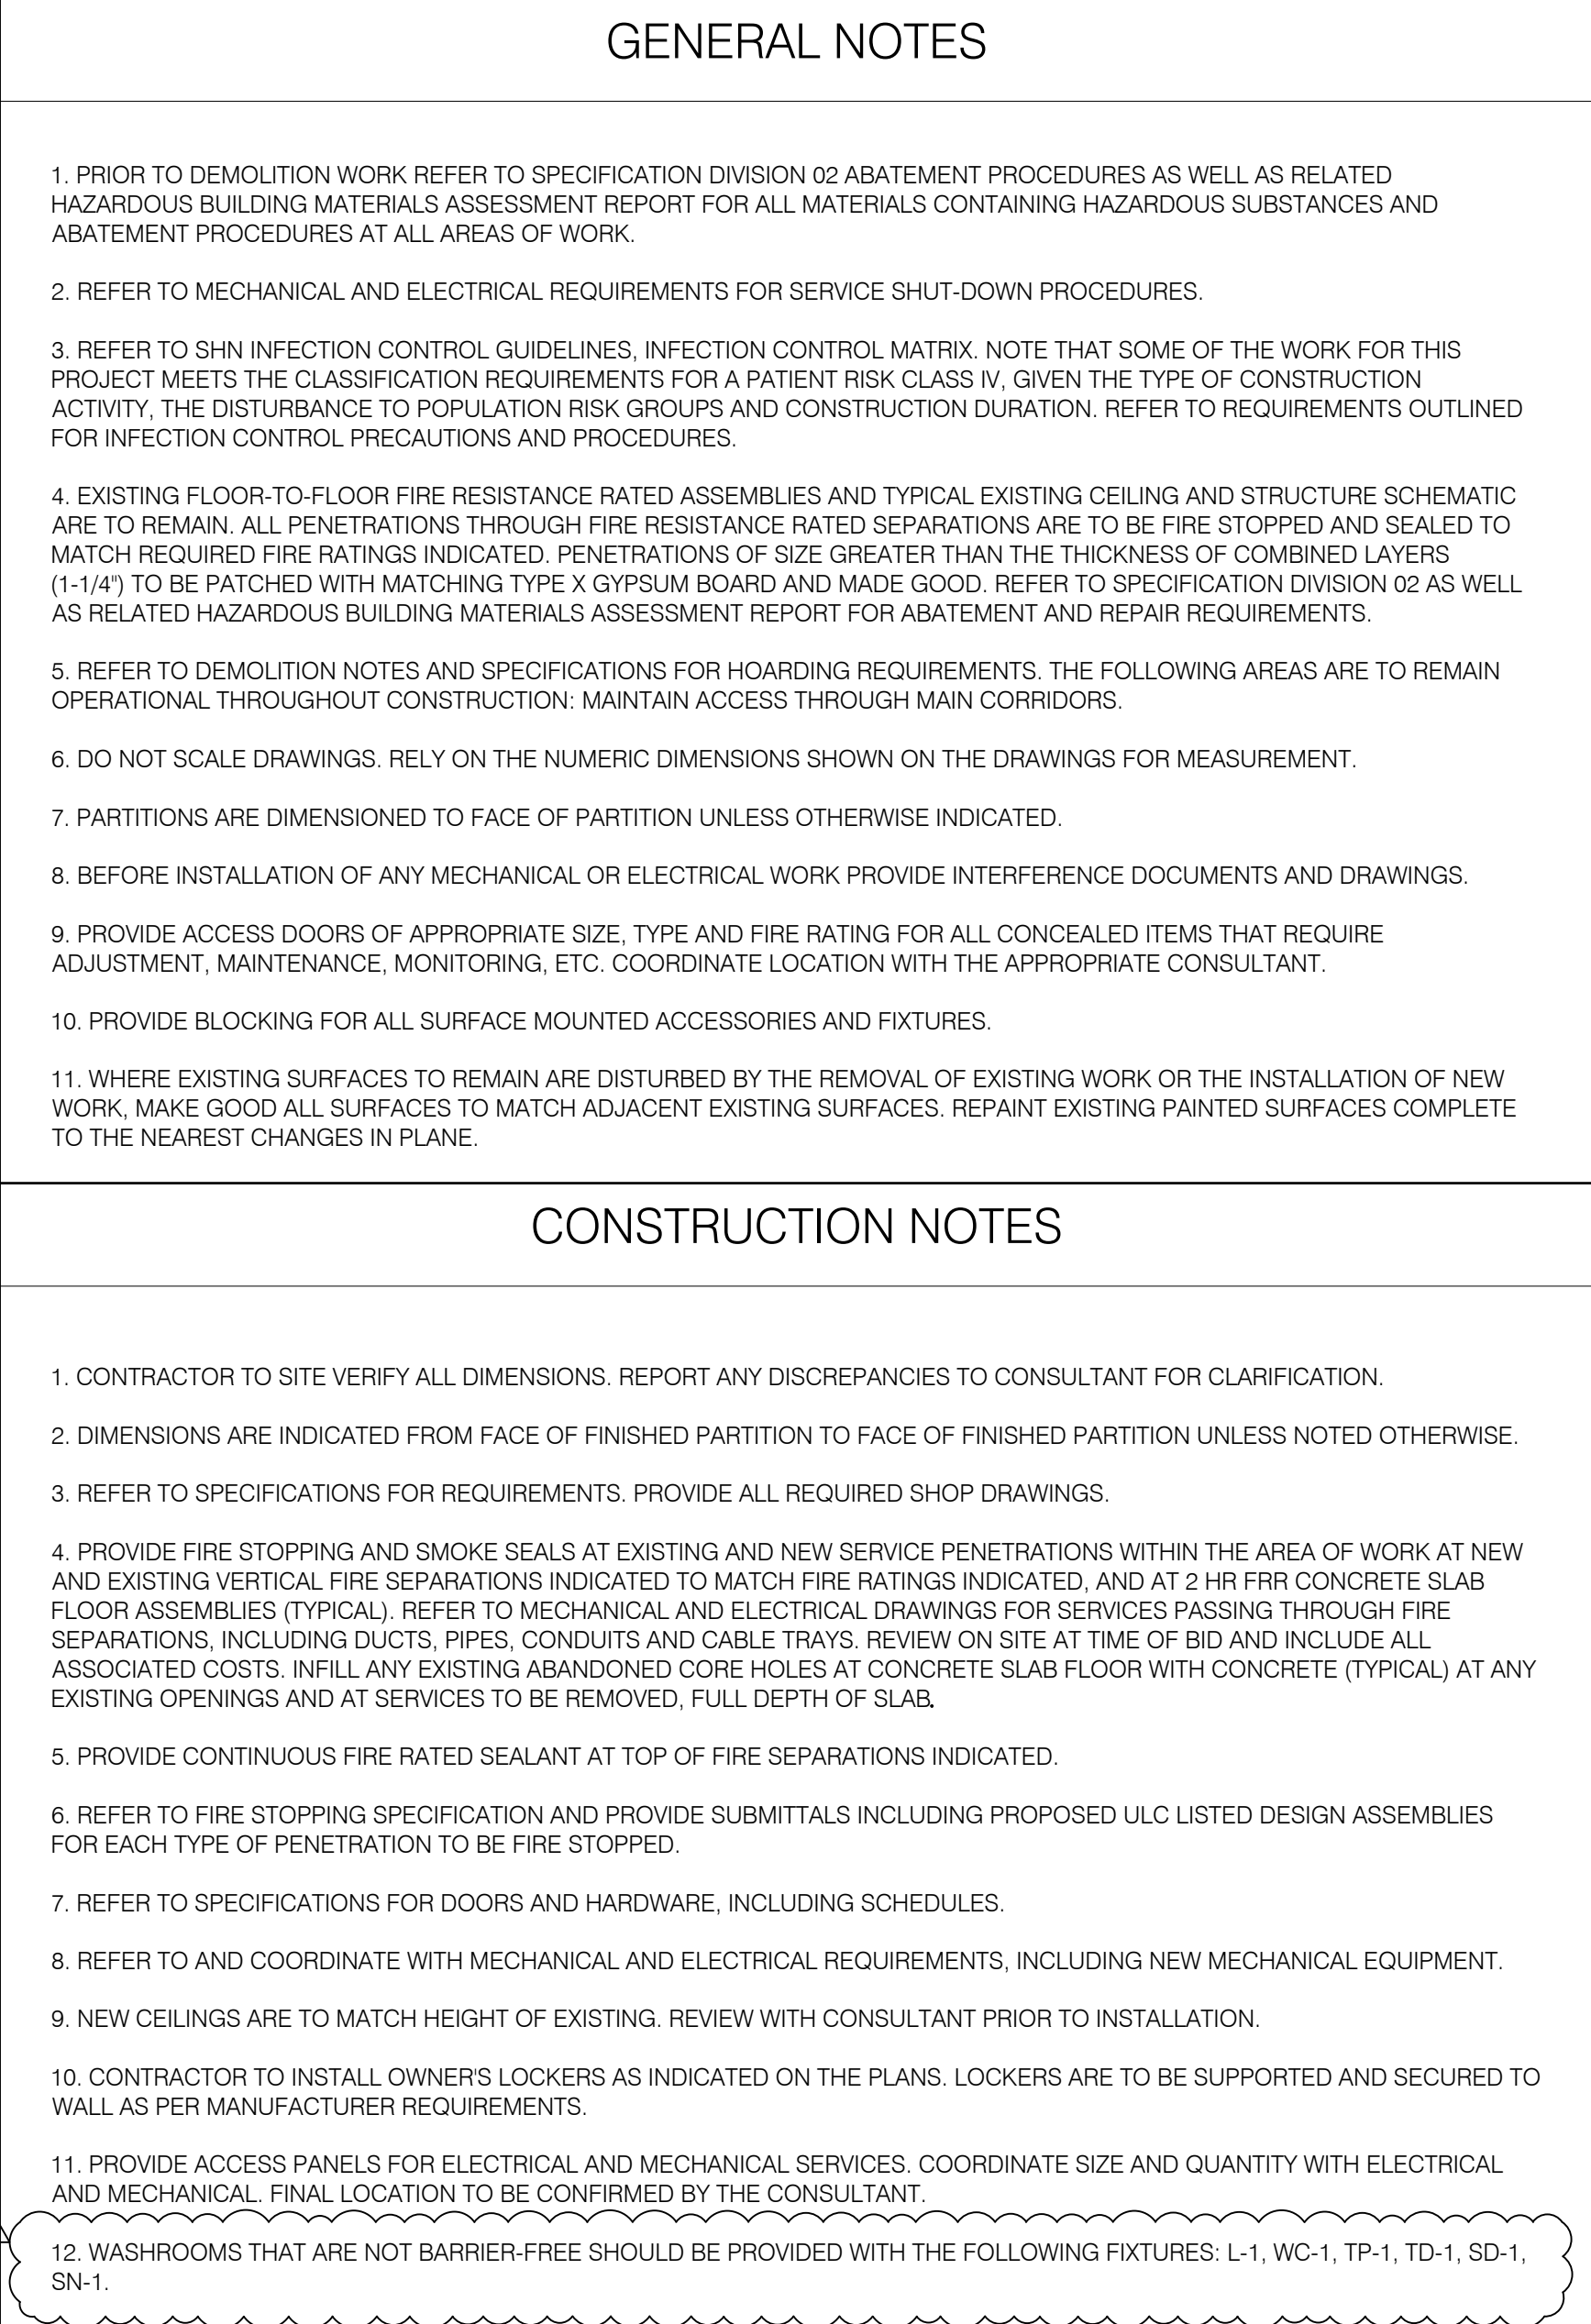 GENERAL NOTES
1. PRIOR TO DEMOLITION WORK REFER TO SPECIFICATION DIVISION 02 ABATEMENT PROCEDURES AS WELL AS RELATED
HAZARDOUS BUILDING MATERIALS ASSESSMENT REPORT FOR ALL MATERIALS CONTAINING HAZARDOUS SUBSTANCES AND
ABATEMENT PROCEDURES AT ALL AREAS OF WORK.
2. REFER TO MECHANICAL AND ELECTRICAL REQUIREMENTS FOR SERVICE SHUT-DOWN PROCEDURES.
3. REFER TO SHN INFECTION CONTROL GUIDELINES, INFECTION CONTROL MATRIX. NOTE THAT SOME OF THE WORK FOR THIS
PROJECT MEETS THE CLASSIFICATION REQUIREMENTS FOR A PATIENT RISK CLASS IV, GIVEN THE TYPE OF CONSTRUCTION
ACTIVITY, THE DISTURBANCE TO POPULATION RISK GROUPS AND CONSTRUCTION DURATION. REFER TO REQUIREMENTS OUTLINED
FOR INFECTION CONTROL PRECAUTIONS AND PROCEDURES.
4. EXISTING FLOOR-TO-FLOOR FIRE RESISTANCE RATED ASSEMBLIES AND TYPICAL EXISTING CEILING AND STRUCTURE SCHEMATIC
ARE TO REMAIN. ALL PENETRATIONS THROUGH FIRE RESISTANCE RATED SEPARATIONS ARE TO BE FIRE STOPPED AND SEALED TO
MATCH REQUIRED FIRE RATINGS INDICATED. PENETRATIONS OF SIZE GREATER THAN THE THICKNESS OF COMBINED LAYERS
(1-1/4") TO BE PATCHED WITH MATCHING TYPE X GYPSUM BOARD AND MADE GOOD. REFER TO SPECIFICATION DIVISION 02 AS WELL
AS RELATED HAZARDOUS BUILDING MATERIALS ASSESSMENT REPORT FOR ABATEMENT AND REPAIR REQUIREMENTS.
5. REFER TO DEMOLITION NOTES AND SPECIFICATIONS FOR HOARDING REQUIREMENTS. THE FOLLOWING AREAS ARE TO REMAIN
OPERATIONAL THROUGHOUT CONSTRUCTION: MAINTAIN ACCESS THROUGH MAIN CORRIDORS.
6. DO NOT SCALE DRAWINGS. RELY ON THE NUMERIC DIMENSIONS SHOWN ON THE DRAWINGS FOR MEASUREMENT.
7. PARTITIONS ARE DIMENSIONED TO FACE OF PARTITION UNLESS OTHERWISE INDICATED.
8. BEFORE INSTALLATION OF ANY MECHANICAL OR ELECTRICAL WORK PROVIDE INTERFERENCE DOCUMENTS AND DRAWINGS.
9. PROVIDE ACCESS DOORS OF APPROPRIATE SIZE, TYPE AND FIRE RATING FOR ALL CONCEALED ITEMS THAT REQUIRE
ADJUSTMENT, MAINTENANCE, MONITORING, ETC. COORDINATE LOCATION WITH THE APPROPRIATE CONSULTANT.
10. PROVIDE BLOCKING FOR ALL SURFACE MOUNTED ACCESSORIES AND FIXTURES.
11. WHERE EXISTING SURFACES TO REMAIN ARE DISTURBED BY THE REMOVAL OF EXISTING WORK OR THE INSTALLATION OF NEW
WORK, MAKE GOOD ALL SURFACES TO MATCH ADJACENT EXISTING SURFACES. REPAINT EXISTING PAINTED SURFACES COMPLETE
TO THE NEAREST CHANGES IN PLANE.
CONSTRUCTION NOTES
1. CONTRACTOR TO SITE VERIFY ALL DIMENSIONS. REPORT ANY DISCREPANCIES TO CONSULTANT FOR CLARIFICATION.
2. DIMENSIONS ARE INDICATED FROM FACE OF FINISHED PARTITION TO FACE OF FINISHED PARTITION UNLESS NOTED OTHERWISE.
3. REFER TO SPECIFICATIONS FOR REQUIREMENTS. PROVIDE ALL REQUIRED SHOP DRAWINGS.
4. PROVIDE FIRE STOPPING AND SMOKE SEALS AT EXISTING AND NEW SERVICE PENETRATIONS WITHIN THE AREA OF WORK AT NEW
AND EXISTING VERTICAL FIRE SEPARATIONS INDICATED TO MATCH FIRE RATINGS INDICATED, AND AT 2 HR FRR CONCRETE SLAB
FLOOR ASSEMBLIES (TYPICAL). REFER TO MECHANICAL AND ELECTRICAL DRAWINGS FOR SERVICES PASSING THROUGH FIRE
SEPARATIONS, INCLUDING DUCTS, PIPES, CONDUITS AND CABLE TRAYS. REVIEW ON SITE AT TIME OF BID AND INCLUDE ALL
ASSOCIATED COSTS. INFILL ANY EXISTING ABANDONED CORE HOLES AT CONCRETE SLAB FLOOR WITH CONCRETE (TYPICAL) AT ANY
EXISTING OPENINGS AND AT SERVICES TO BE REMOVED, FULL DEPTH OF SLAB.
5. PROVIDE CONTINUOUS FIRE RATED SEALANT AT TOP OF FIRE SEPARATIONS INDICATED.
6. REFER TO FIRE STOPPING SPECIFICATION AND PROVIDE SUBMITTALS INCLUDING PROPOSED ULC LISTED DESIGN ASSEMBLIES
FOR EACH TYPE OF PENETRATION TO BE FIRE STOPPED.
7. REFER TO SPECIFICATIONS FOR DOORS AND HARDWARE, INCLUDING SCHEDULES.
8. REFER TO AND COORDINATE WITH MECHANICAL AND ELECTRICAL REQUIREMENTS, INCLUDING NEW MECHANICAL EQUIPMENT.
9. NEW CEILINGS ARE TO MATCH HEIGHT OF EXISTING. REVIEW WITH CONSULTANT PRIOR TO INSTALLATION.
10. CONTRACTOR TO INSTALL OWNER'S LOCKERS AS INDICATED ON THE PLANS. LOCKERS ARE TO BE SUPPORTED AND SECURED TO
WALL AS PER MANUFACTURER REQUIREMENTS.
11. PROVIDE ACCESS PANELS FOR ELECTRICAL AND MECHANICAL SERVICES. COORDINATE SIZE AND QUANTITY WITH ELECTRICAL
AND MECHANICAL. FINAL LOCATION TO BE CONFIRMED BY THE CONSULTANT.
12. WASHROOMS THAT ARE NOT BARRIER-FREE SHOULD BE PROVIDED WITH THE FOLLOWING FIXTURES: L-1, WC-1, TP-1, TD-1, SD-1,
SN-1.